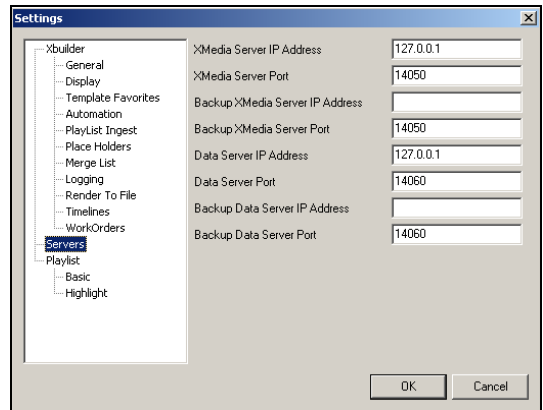 Settings
Xbuilder
General
Display
Template Favorites
Automation
PlayList Ingest
Place Holders
Merge List
Logging
Render To File
Timelines
WorkOrders
Servers
Playlist
Basic
Highlight
XMedia Server IP Address 127.0.0.1
XMedia Server Port 14050
Backup XMedia Server IP Address
Backup XMedia Server Port 14050
Data Server IP Address 127.0.0.1
Data Server Port 14060
Backup Data Server IP Address
Backup Data Server Port 14060
OK Cancel